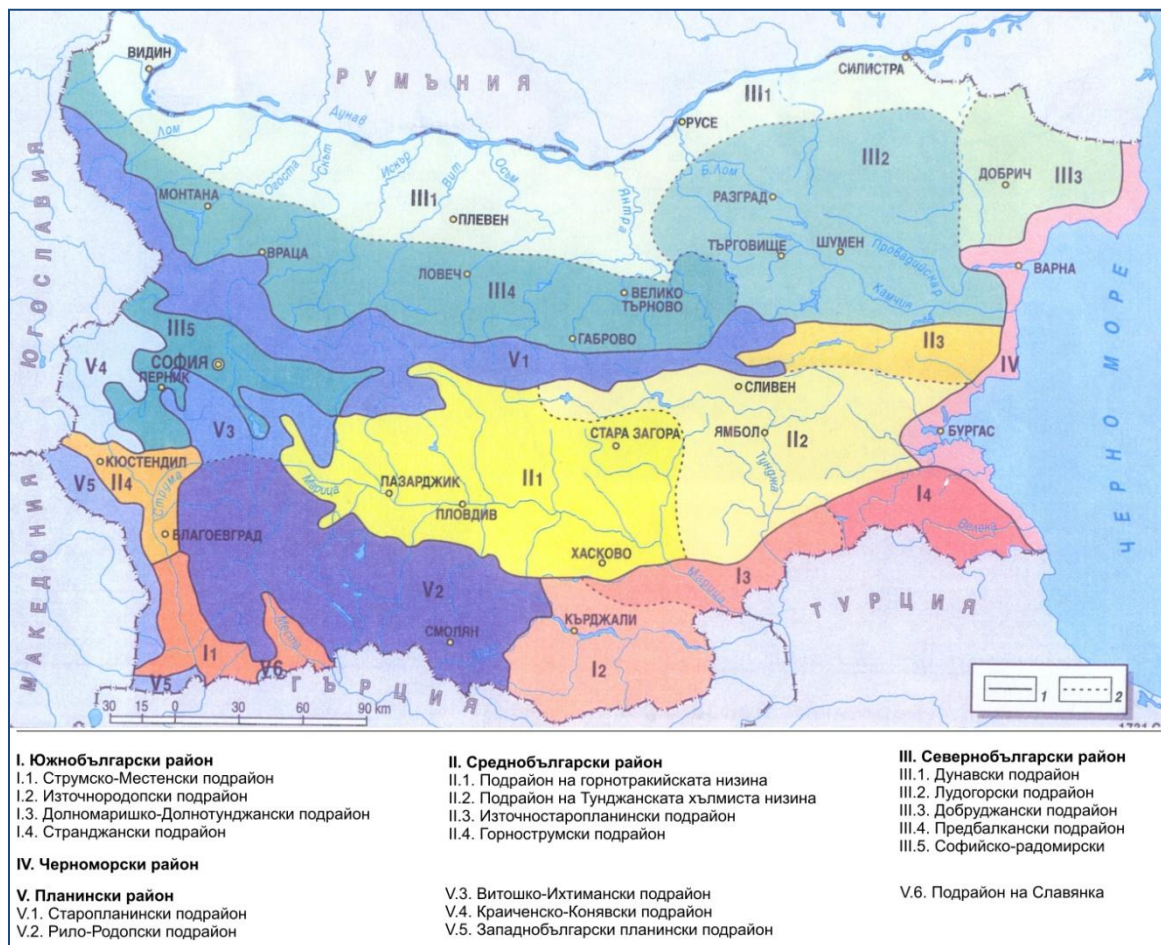 ВИДИН
РУМЪНИЯ
СИЛИСТРА
III1
РУСЕ
Дунав
Лом
Огоста
Скът
Искър
Вит
Осъм
III1
Янтра
Б.Лом
III2
ДОБРИЧ
III3
МОНТАНА
ПЛЕВЕН
РАЗГРАД
ЮГОСЛАВИЯ
ВРАЦА
ТЪРГОВИЩЕ
ШУМЕН
Провадийска р.
ВАРНА
ЛОВЕЧ
III4
ВЕЛИКО
ТЪРНОВО
Камчия
ЧЕРНО МОРЕ
III5
ГАБРОВО
II3
V4
СОФИЯ
V1
IV
ПЕРНИК
СЛИВЕН
V3
СТАРА ЗАГОРА
ЯМБОЛ
II2
БУРГАС
КЮСТЕНДИЛ
V5
II4
Струма
Марица
ПАЗАРДЖИК
II1
Тунджа
ПЛОВДИВ
I4
Велека
БЛАГОЕВГРАД
МАКЕДОНИЯ
ХАСКОВО
I3
Марица
V2
ТУРЦИЯ
КЪРДЖАЛИ
СМОЛЯН
I1
Места
V6
I2
V5
ГЪРЦИЯ
30 15 0 30 60 90 km
1 2
I. Южнобългарски район
I.1. Струмско-Местенски подрайон
I.2. Източнородопски подрайон
I.3. Долномаришко-Долнотунджански подрайон
I.4. Странджански подрайон
II. Среднобългарски район
II.1. Подрайон на горнотракийската низина
II.2. Подрайон на Тунджанската хълмиста низина
II.3. Източностаропланински подрайон
II.4. Горнострумски подрайон
III. Севернобългарски район
III.1. Дунавски подрайон
III.2. Лудогорски подрайон
III.3. Добруджански подрайон
III.4. Предбалкански подрайон
III.5. Софийско-радомирски
IV. Черноморски район
V. Планински район
V.1. Старопланински подрайон
V.2. Рило-Родопски подрайон
V.3. Витошко-Ихтимански подрайон
V.4. Краиченско-Конявски подрайон
V.5. Западнобългарски планински подрайон
V.6. Подрайон на Славянка